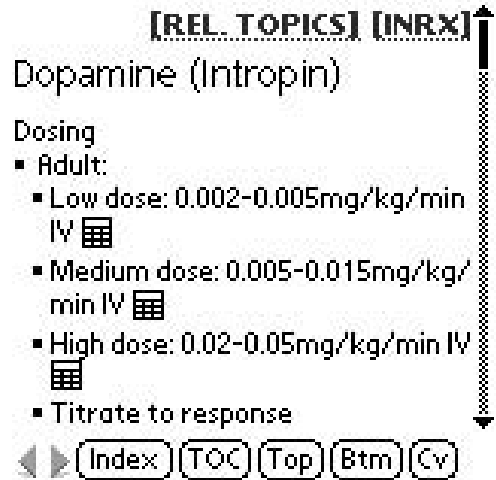 [REL. TOPICS] [INRX]
Dopamine (Intropin)
Dosing
▪ Adult:
▪ Low dose: 0.002-0.005mg/kg/min
IV
▪ Medium dose: 0.005-0.015mg/kg/
min IV
▪ High dose: 0.02-0.05mg/kg/min IV
▪ Titrate to response
Index TOC Top Btm Cv